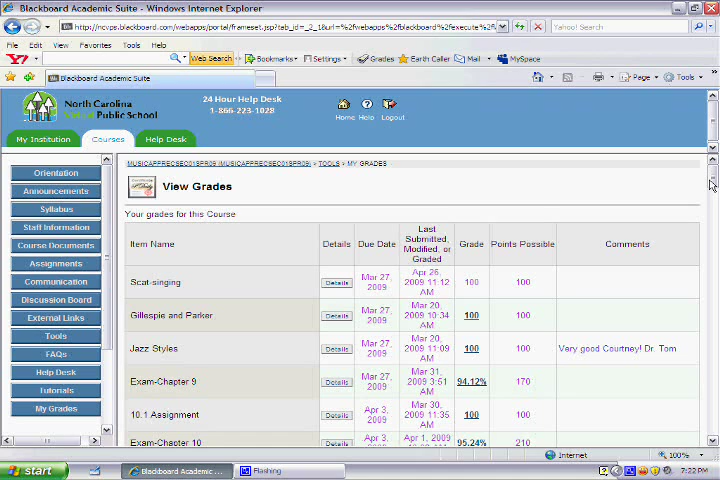 Blackboard Academic Suite - Windows Internet Explorer
http://ncvps.blackboard.com/webapps/portal/frameset.jsp?tab_id=_2_1&url=%2fwebapps%2fblackboard%2fexecute%
Yahoo! Search
File Edit View Favorites Tools Help
Y! Web Search Bookmarks Settings Grades Earth Caller Mail MySpace
Blackboard Academic Suite
Page Tools
North Carolina
Virtual Public School
24 Hour Help Desk
1-866-223-1028
Home Help Logout
My Institution Courses Help Desk
Orientation
Announcements
Syllabus
Staff Information
Course Documents
Assignments
Communication
Discussion Board
External Links
Tools
FAQs
Help Desk
Tutorials
My Grades
MUSICAPPRECSEC01SPR09 (MUSICAPPRECSEC01SPR09) > TOOLS > MY GRADES
View Grades
Your grades for this Course
Item Name Details Due Date Last Submitted, Modified, or Graded Grade Points Possible Comments
Scat-singing Details Mar 27, 2009 Apr 26, 2009 11:12 AM 100 100
Gillespie and Parker Details Mar 27, 2009 Mar 20, 2009 10:34 AM 100 100
Jazz Styles Details Mar 27, 2009 Mar 20, 2009 11:09 AM 100 100 Very good Courtney! Dr. Tom
Exam-Chapter 9 Details Mar 27, 2009 Mar 31, 2009 3:51 AM 94.12% 170
10.1 Assignment Details Apr 3, 2009 Mar 30, 2009 11:35 AM 100 100
Exam-Chapter 10 Details Apr 3, Apr 1, 2009 95.24% 210
Internet 100%
start Blackboard Academic ... Flashing 7:22 PM